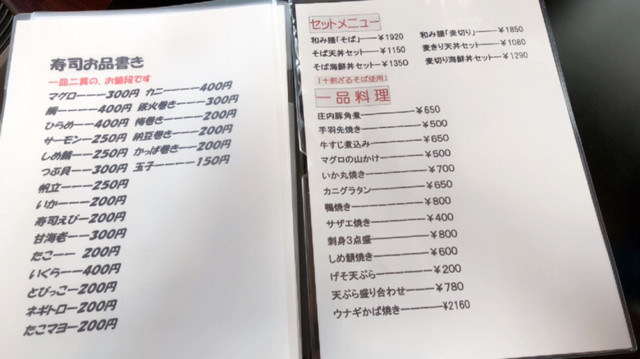 寿司お品書き
一皿二貫の、お値段です
マグロー——300円 カニー——400円
鯛————400円 鉄火巻き——300円
ひらめ——400円 梅巻き——200円
サーモン—250円 納豆巻き—200円
しめ鯖——250円 かっぱ巻き—200円
つぶ貝——300円 玉子————150円
帆立——250円
いか—— 200円
寿司えび—200円
甘海老——300円
たこ—— 200円
いくら——400円
とびっこ—200円
ネギトロー200円
たこマヨー200円
セットメニュー
和み麺「そば」—¥1920 和み麺「麦切り」—¥1850
そば天丼セット—¥1150 麦きり天丼セット—¥1080
そば海鮮丼セット—¥1350 麦切り海鮮丼セット—¥1290
「十割ざるそば使用」
一品料理
庄内豚角煮————¥650
手羽先焼き————¥500
牛すじ煮込み————¥650
マグロの山かけ————¥500
いか丸焼き————¥700
カニグラタン————¥650
鴨焼き————¥800
サザエ焼き————¥400
刺身3点盛————¥800
しめ鯖焼き————¥600
げそ天ぷら————¥200
天ぷら盛り合わせ——¥780
ウナギかば焼き——¥2160